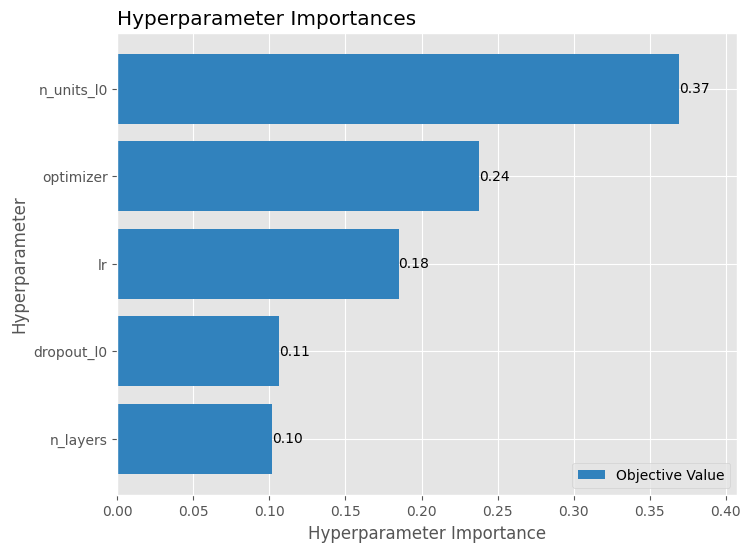 Hyperparameter Importances
Hyperparameter
n_units_l0
0.37
optimizer
0.24
lr
0.18
dropout_l0
0.11
n_layers
0.10
Objective Value
0.00 0.05 0.10 0.15 0.20 0.25 0.30 0.35 0.40
Hyperparameter Importance